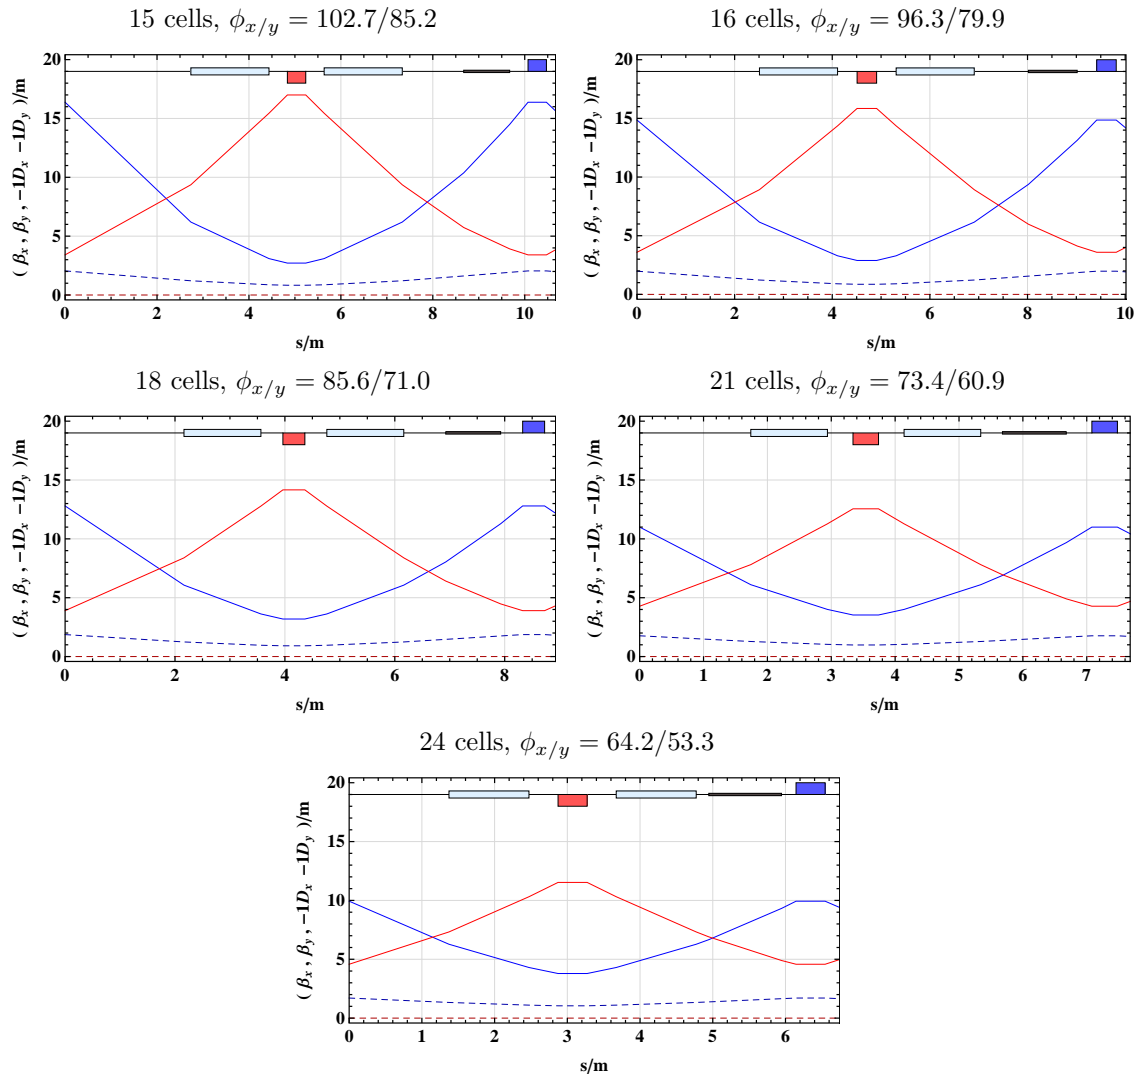 15 cells, ϕx/y = 102.7/85.2
16 cells, ϕx/y = 96.3/79.9
( βx , βy , −1Dx −1Dy )/m
20
15
10
5
0
0 2 4 6 8 10
s/m
( βx , βy , −1Dx −1Dy )/m
20
15
10
5
0
0 2 4 6 8 10
s/m
18 cells, ϕx/y = 85.6/71.0
21 cells, ϕx/y = 73.4/60.9
( βx , βy , −1Dx −1Dy )/m
20
15
10
5
0
0 2 4 6 8
s/m
( βx , βy , −1Dx −1Dy )/m
20
15
10
5
0
0 1 2 3 4 5 6 7
s/m
24 cells, ϕx/y = 64.2/53.3
( βx , βy , −1Dx −1Dy )/m
20
15
10
5
0
0 1 2 3 4 5 6
s/m